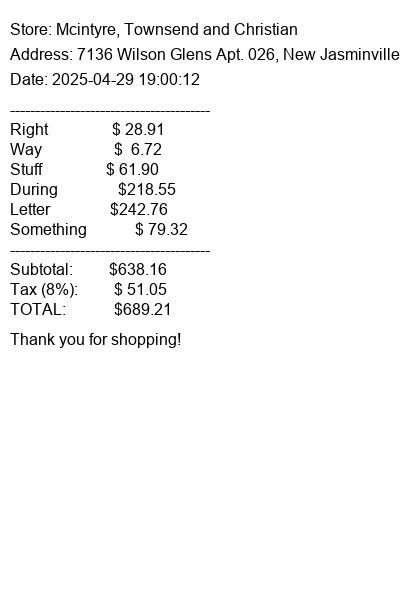 Store: Mcintyre, Townsend and Christian
Address: 7136 Wilson Glens Apt. 026, New Jasminville
Date: 2025-04-29 19:00:12
----------------------------------------
Right $ 28.91
Way $ 6.72
Stuff $ 61.90
During $218.55
Letter $242.76
Something $ 79.32
----------------------------------------
Subtotal: $638.16
Tax (8%): $ 51.05
TOTAL: $689.21
Thank you for shopping!